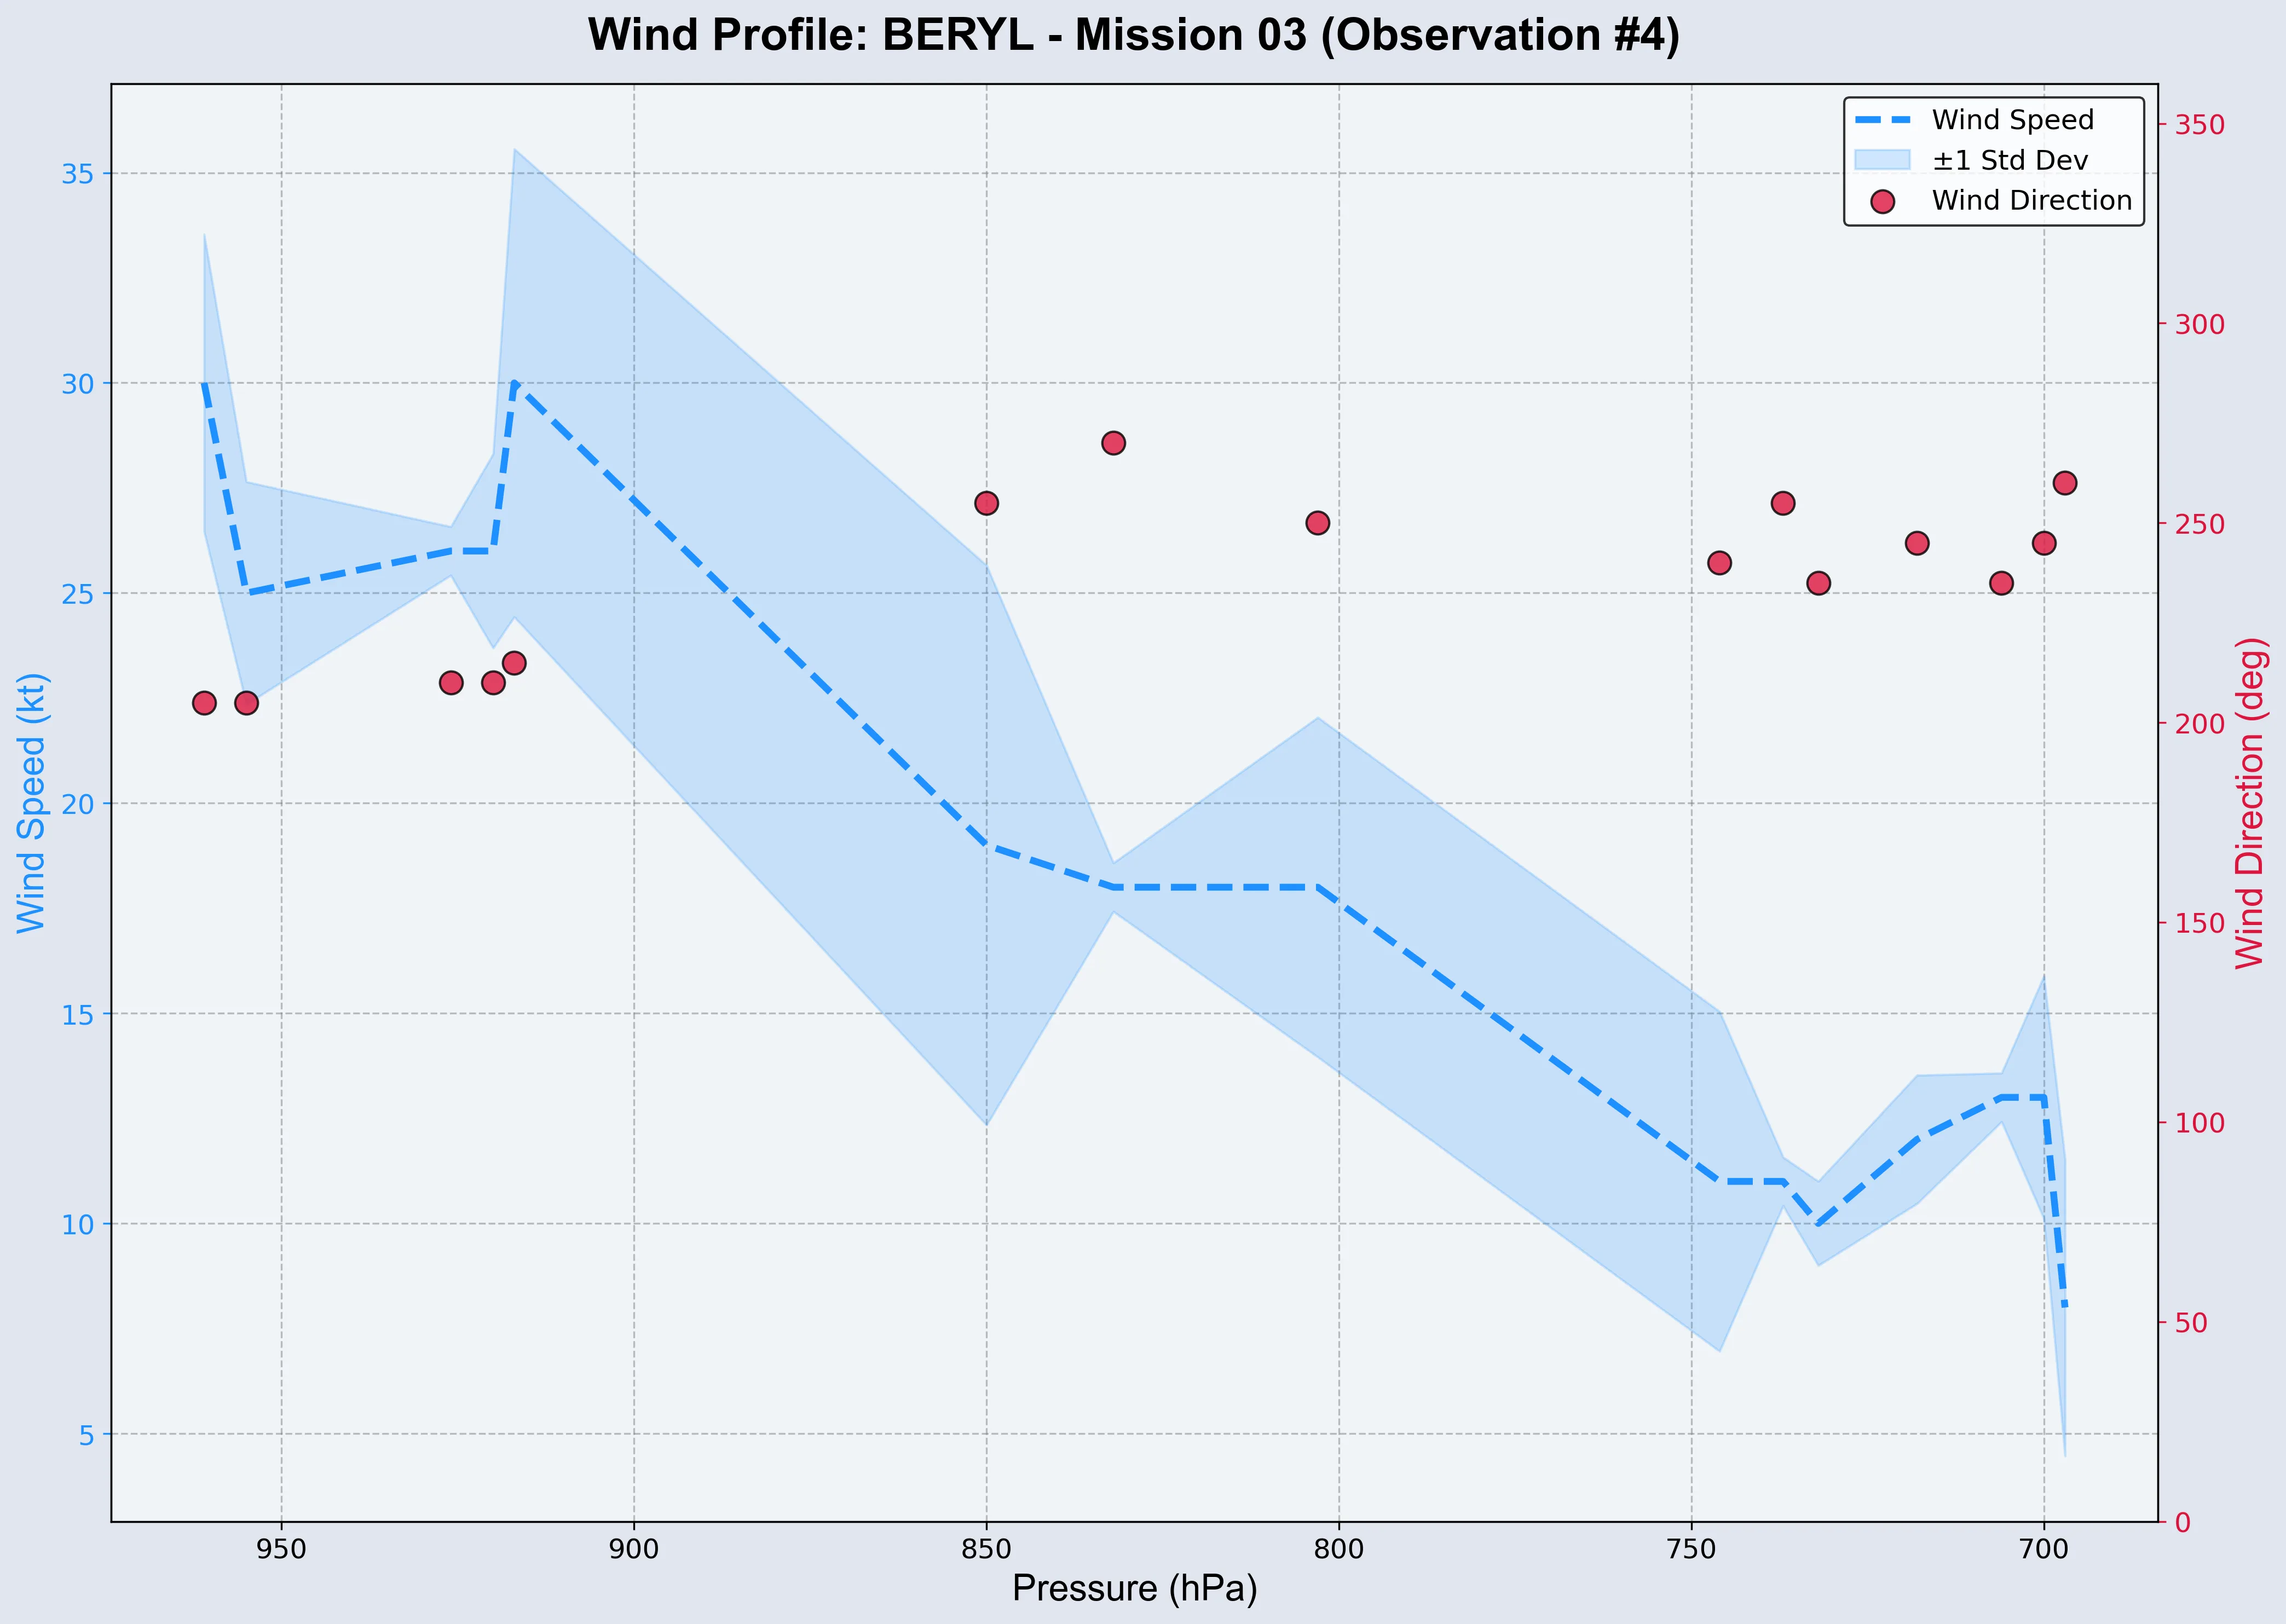 Wind Profile: BERYL - Mission 03 (Observation #4)
Wind Speed
±1 Std Dev
Wind Direction
35
30
25
20
15
10
5
Wind Speed (kt)
350
300
250
200
150
100
50
0
Wind Direction (deg)
950 900 850 800 750 700
Pressure (hPa)